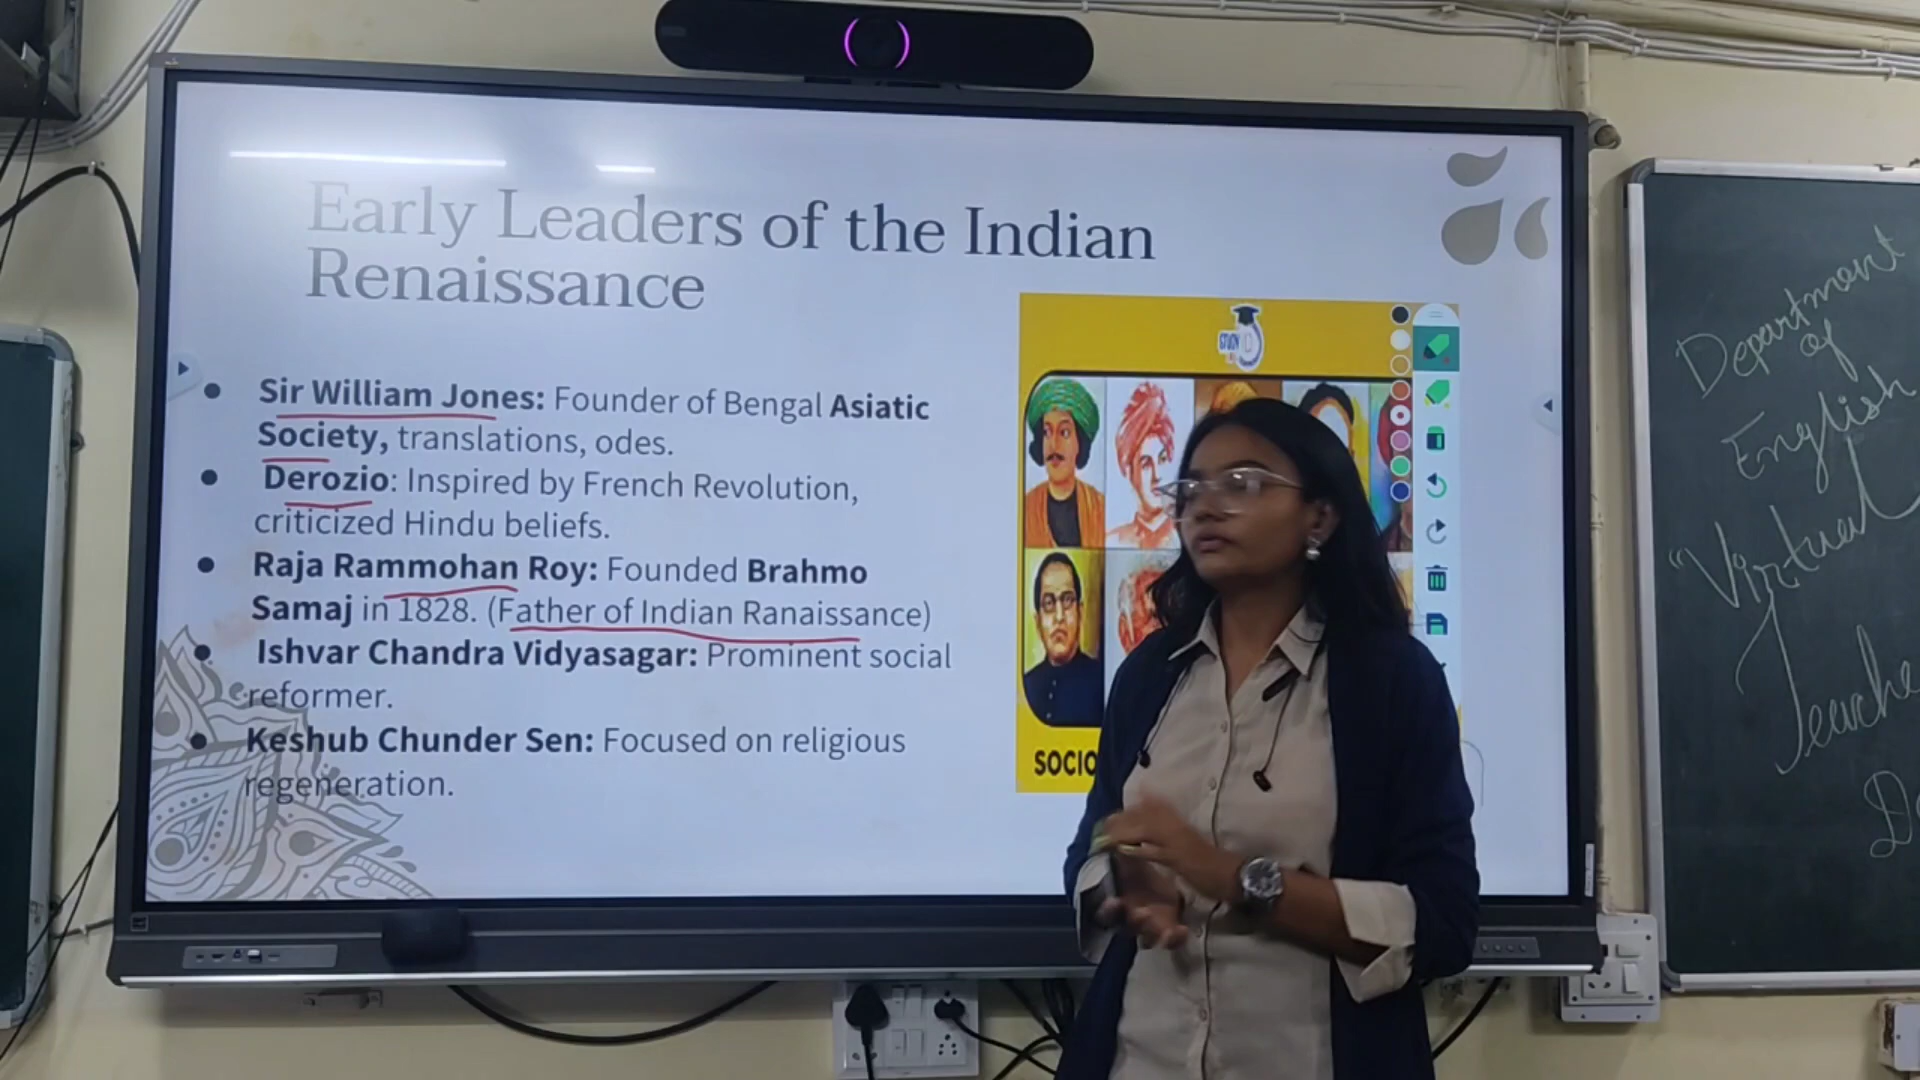 Early Leaders of the Indian
Renaissance
• Sir William Jones: Founder of Bengal Asiatic
Society, translations, odes.
• Derozio: Inspired by French Revolution,
criticized Hindu beliefs.
• Raja Rammohan Roy: Founded Brahmo
Samaj in 1828. (Father of Indian Ranaissance)
• Ishvar Chandra Vidyasagar: Prominent social
reformer.
• Keshub Chunder Sen: Focused on religious
regeneration.
STUDY
SOCIO
Department
of
English
"Virtual
Teache